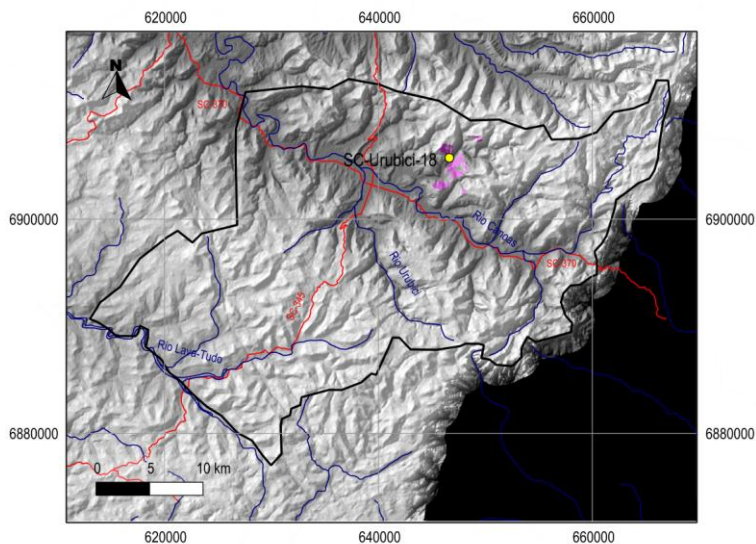 620000 640000 660000
N
SC-370
SC-Urubici-18
6900000 6900000
Rio Canoas
Rio Urubici
SC-370
SC-345
Rio Lava-Tudo
6880000 6880000
0 5 10 km
620000 640000 660000